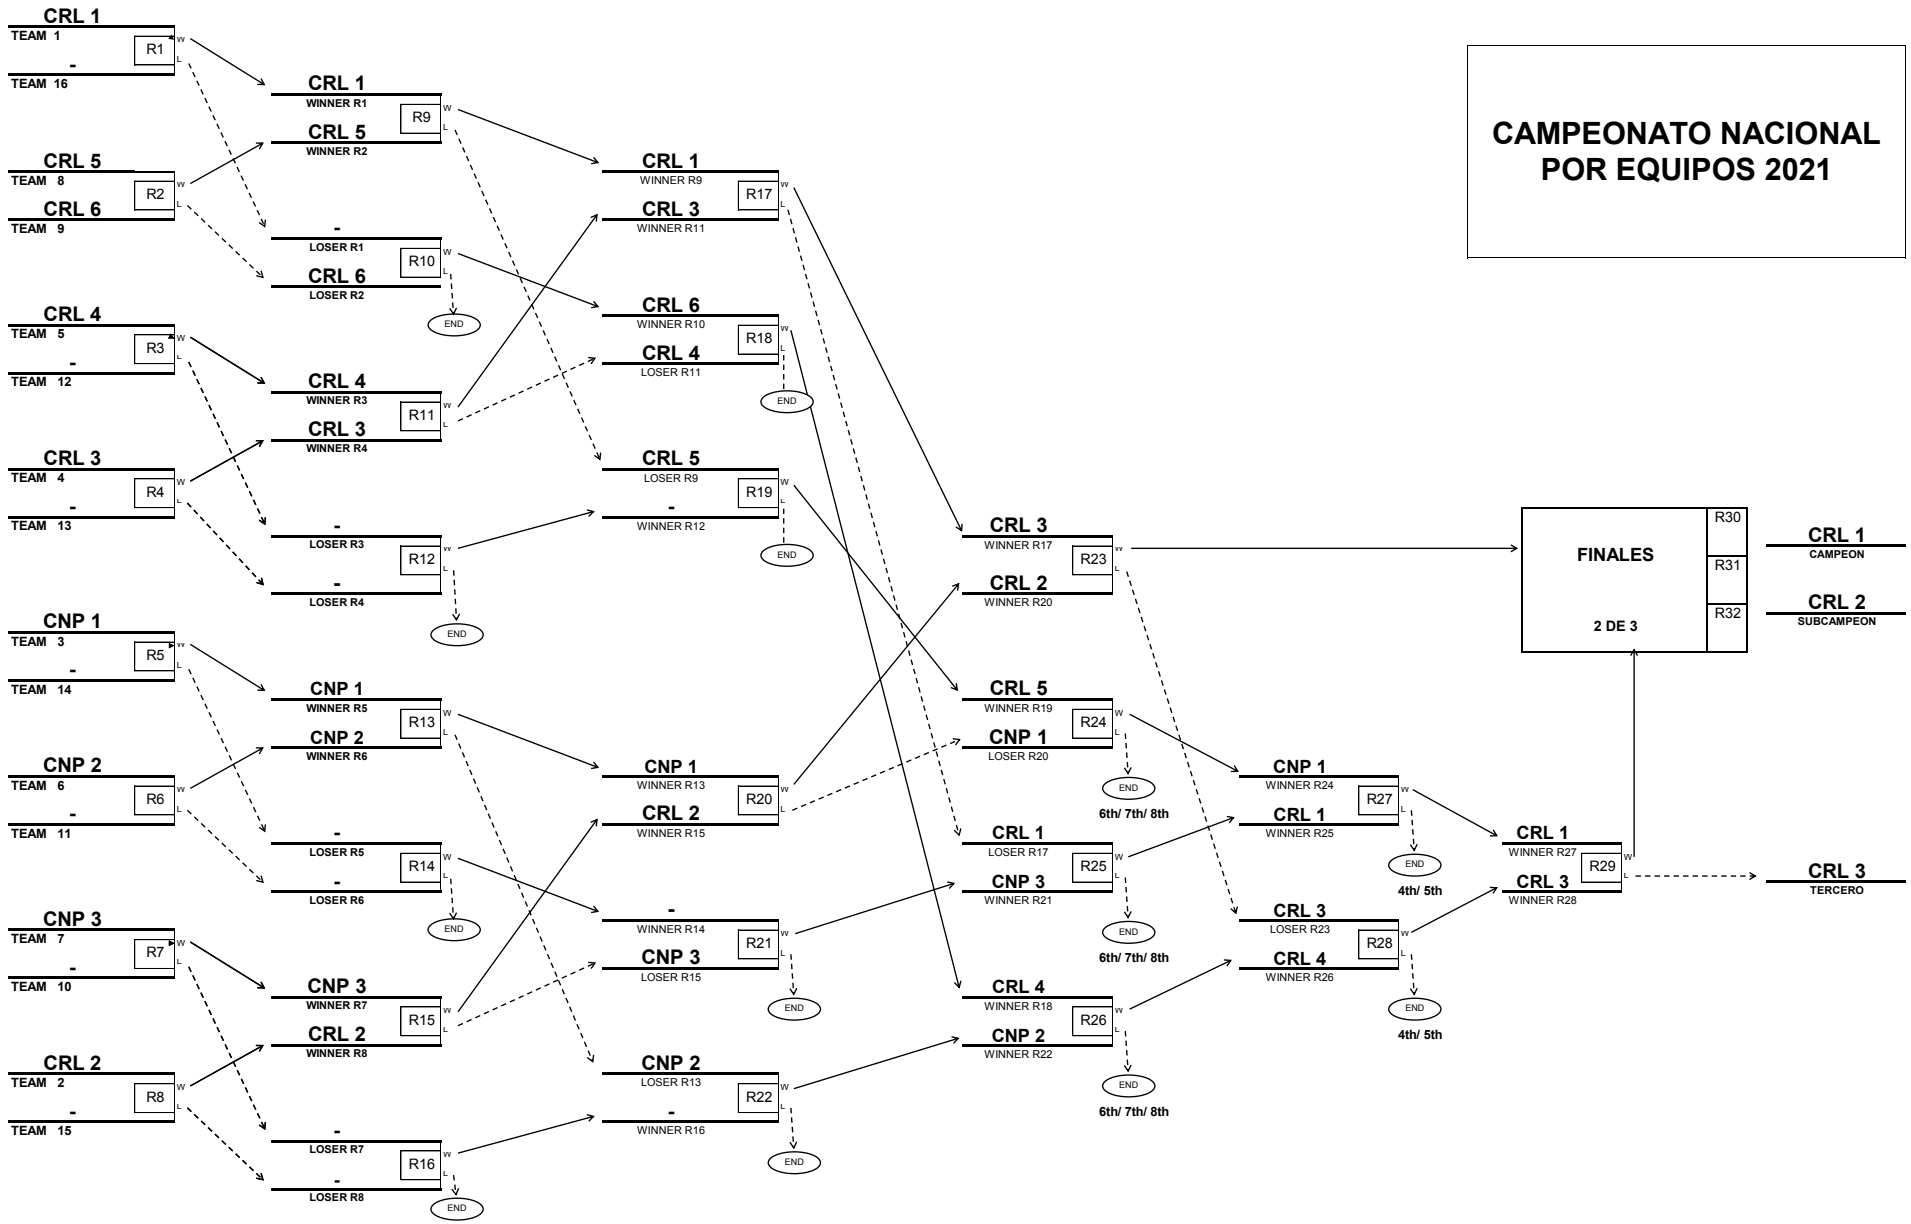 CAMPEONATO NACIONAL
POR EQUIPOS 2021
CRL 1
TEAM 1
R1
W
L
-
TEAM 16
CRL 5
TEAM 8
R2
W
L
CRL 6
TEAM 9
CRL 4
TEAM 5
R3
W
L
-
TEAM 12
CRL 3
TEAM 4
R4
W
L
-
TEAM 13
CNP 1
TEAM 3
R5
W
L
-
TEAM 14
CNP 2
TEAM 6
R6
W
L
-
TEAM 11
CNP 3
TEAM 7
R7
W
L
-
TEAM 10
CRL 2
TEAM 2
R8
W
L
-
TEAM 15
CRL 1
WINNER R1
R9
W
L
CRL 5
WINNER R2
-
LOSER R1
R10
W
L
CRL 6
LOSER R2
END
CRL 4
WINNER R3
R11
W
L
CRL 3
WINNER R4
-
LOSER R3
R12
W
L
-
LOSER R4
END
CNP 1
WINNER R5
R13
W
L
CNP 2
WINNER R6
-
LOSER R5
R14
W
L
-
LOSER R6
END
CNP 3
WINNER R7
R15
W
L
CRL 2
WINNER R8
-
LOSER R7
R16
W
L
-
LOSER R8
END
CRL 1
WINNER R9
R17
W
L
CRL 3
WINNER R11
CRL 6
WINNER R10
R18
W
L
CRL 4
LOSER R11
END
CRL 5
LOSER R9
R19
W
L
-
WINNER R12
END
CNP 1
WINNER R13
R20
W
L
CRL 2
WINNER R15
-
WINNER R14
R21
W
L
CNP 3
LOSER R15
END
CNP 2
LOSER R13
R22
W
L
-
WINNER R16
END
CRL 3
WINNER R17
R23
W
L
CRL 2
WINNER R20
CRL 5
WINNER R19
R24
W
L
CNP 1
LOSER R20
END
6th/ 7th/ 8th
CRL 1
LOSER R17
R25
W
L
CNP 3
WINNER R21
END
6th/ 7th/ 8th
CRL 4
WINNER R18
R26
W
L
CNP 2
WINNER R22
END
6th/ 7th/ 8th
CNP 1
WINNER R24
R27
W
L
CRL 1
WINNER R25
END
4th/ 5th
CRL 3
LOSER R23
R28
W
L
CRL 4
WINNER R26
END
4th/ 5th
CRL 1
WINNER R27
R29
W
L
CRL 3
WINNER R28
FINALES
2 DE 3
R30
R31
R32
CRL 1
CAMPEON
CRL 2
SUBCAMPEON
CRL 3
TERCERO